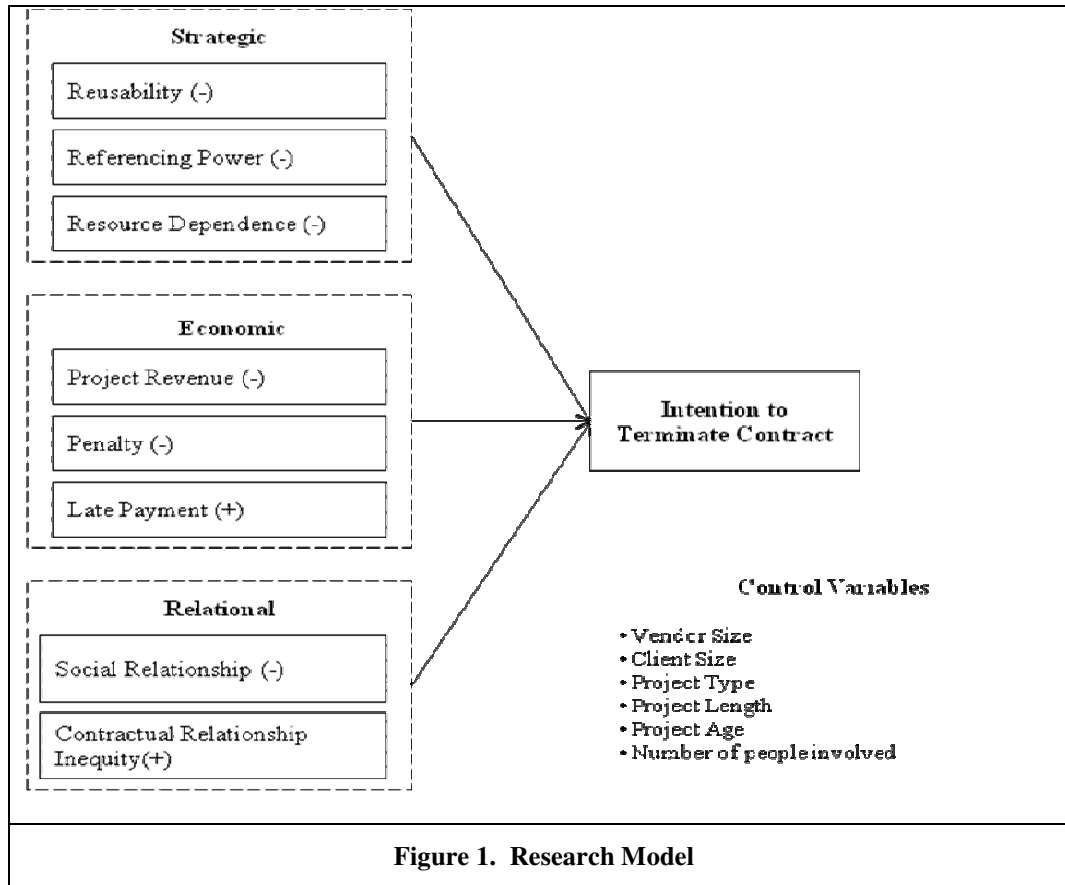 Strategic
Reusability (-)
Referencing Power (-)
Resource Dependence (-)
Economic
Project Revenue (-)
Penalty (-)
Late Payment (+)
Relational
Social Relationship (-)
Contractual Relationship
Inequity(+)
Intention to
Terminate Contract
Control Variables
• Vender Size
• Client Size
• Project Type
• Project Length
• Project Age
• Number of people involved
Figure 1. Research Model